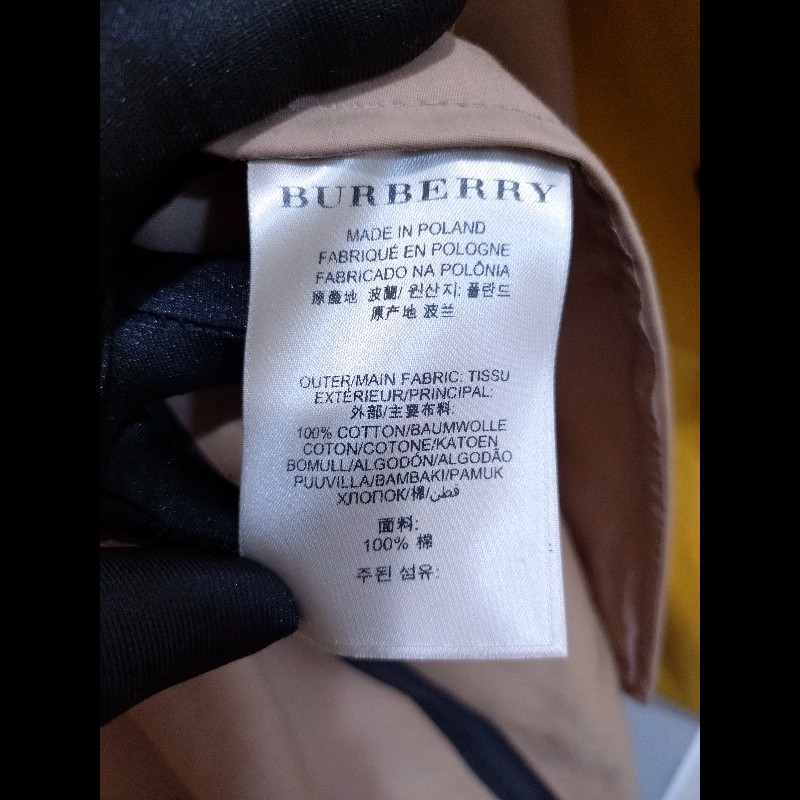 BURBERRY
MADE IN POLAND
FABRIQUÉ EN POLOGNE
FABRICADO NA POLÔNIA
原產地 波蘭/ 원산지: 폴란드
原产地 波兰
OUTER/MAIN FABRIC: TISSU
EXTÉRIEUR/PRINCIPAL:
外部/主要布料:
100% COTTON/BAUMWOLLE
COTON/COTONE/KATOEN
BOMULL/ALGODÓN/ALGODÃO
PUUVILLA/BAMBAKI/PAMUK
ХЛОПОК/棉/قطن
面料:
100% 棉
주된 섬유: